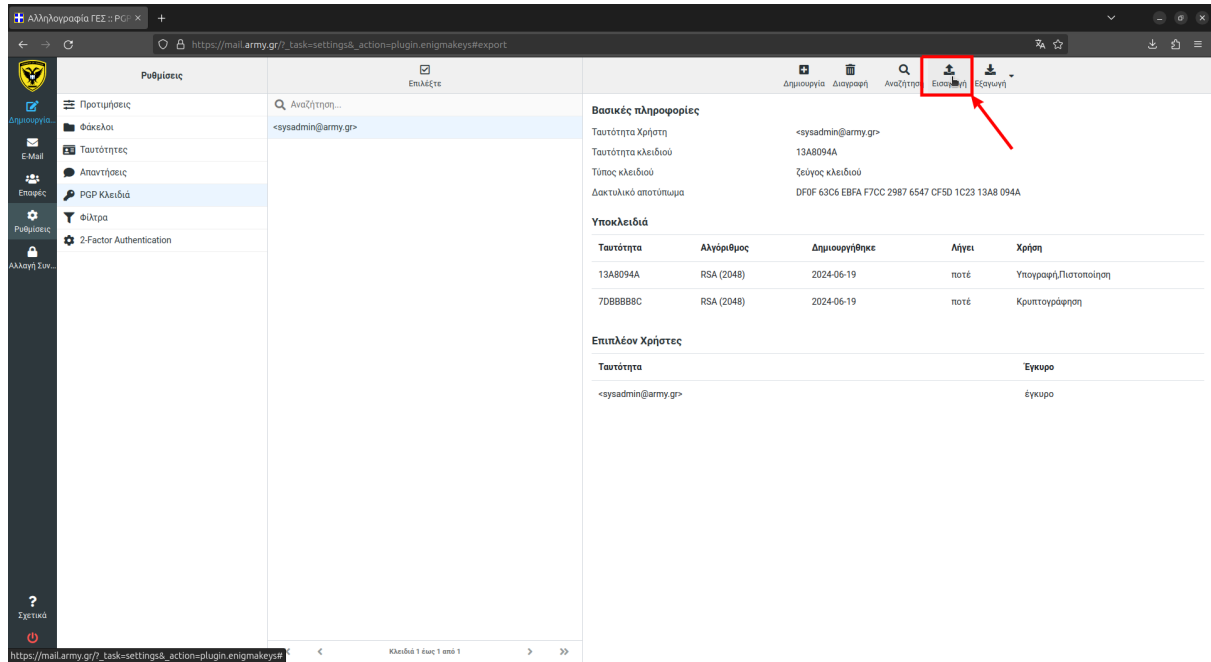 Αλληλογραφία ΓΕΣ :: PGP
https://mail.army.gr/?_task=settings&_action=plugin.enigmakeys#export
Ρυθμίσεις
Επιλέξτε
Δημιουργία
Διαγραφή
Αναζήτηση
Εισαγωγή
Εξαγωγή
Δημιουργία...
E-Mail
Επαφές
Ρυθμίσεις
Αλλαγή Συν...
Προτιμήσεις
Φάκελοι
Ταυτότητες
Απαντήσεις
PGP Κλειδιά
Φίλτρα
2-Factor Authentication
Αναζήτηση...
<sysadmin@army.gr>
Βασικές πληροφορίες
Ταυτότητα Χρήστη <sysadmin@army.gr>
Ταυτότητα κλειδιού 13A8094A
Τύπος κλειδιού ζεύγος κλειδιού
Δακτυλικό αποτύπωμα DF0F 63C6 EBFA F7CC 2987 6547 CF5D 1C23 13A8 094A
Υποκλειδιά
Ταυτότητα Αλγόριθμος Δημιουργήθηκε Λήγει Χρήση
13A8094A RSA (2048) 2024-06-19 ποτέ Υπογραφή,Πιστοποίηση
7DBBBB8C RSA (2048) 2024-06-19 ποτέ Κρυπτογράφηση
Επιπλέον Χρήστες
Ταυτότητα Έγκυρο
<sysadmin@army.gr> έγκυρο
Σχετικά
Κλειδιά 1 έως 1 από 1
https://mail.army.gr/?_task=settings&_action=plugin.enigmakeys#